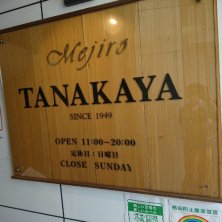 Mejiro
TANAKAYA
SINCE 1949
OPEN 11:00~20:00
定休日：日曜日
CLOSE SUNDAY